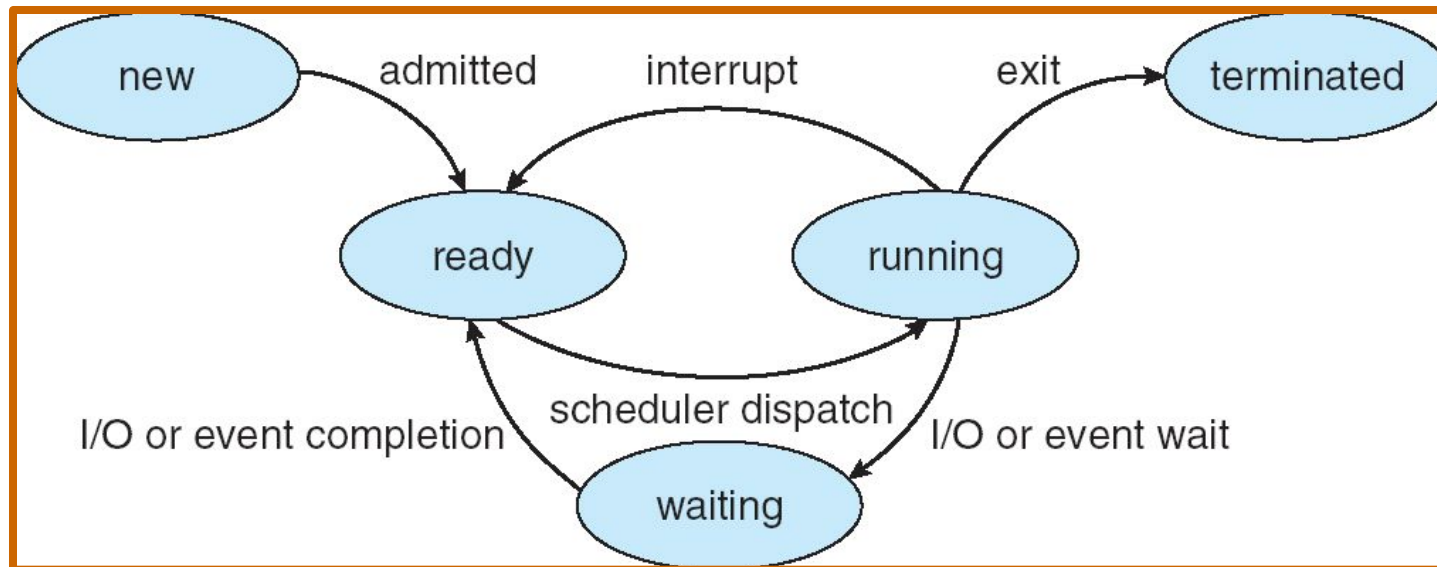 new
admitted
interrupt
exit
terminated
ready
running
scheduler dispatch
I/O or event completion
I/O or event wait
waiting